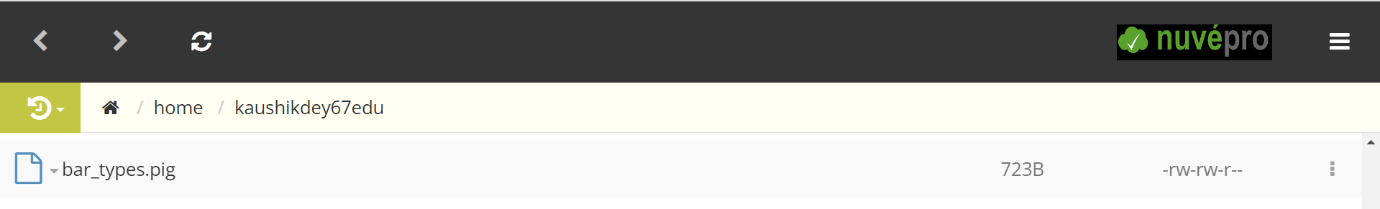 nuvépro
/ home / kaushikdey67edu
bar_types.pig 723B -rw-rw-r--